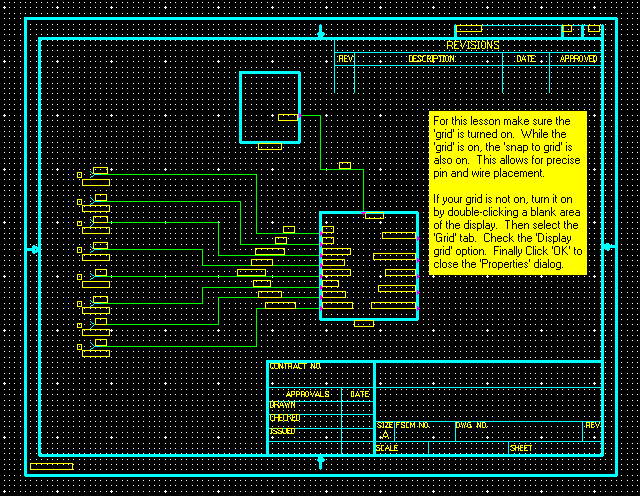 REVISIONS
REV DESCRIPTION DATE APPROVED
For this lesson make sure the
'grid' is turned on. While the
'grid' is on, the 'snap to grid' is
also on. This allows for precise
pin and wire placement.
If your grid is not on, turn it on
by double-clicking a blank area
of the display. Then select the
'Grid' tab. Check the 'Display
grid' option. Finally Click 'OK' to
close the 'Properties' dialog.
CONTRACT NO.
APPROVALS DATE
DRAWN
CHECKED
ISSUED
SIZE FSCM NO. DWG. NO. REV.
A
SCALE SHEET